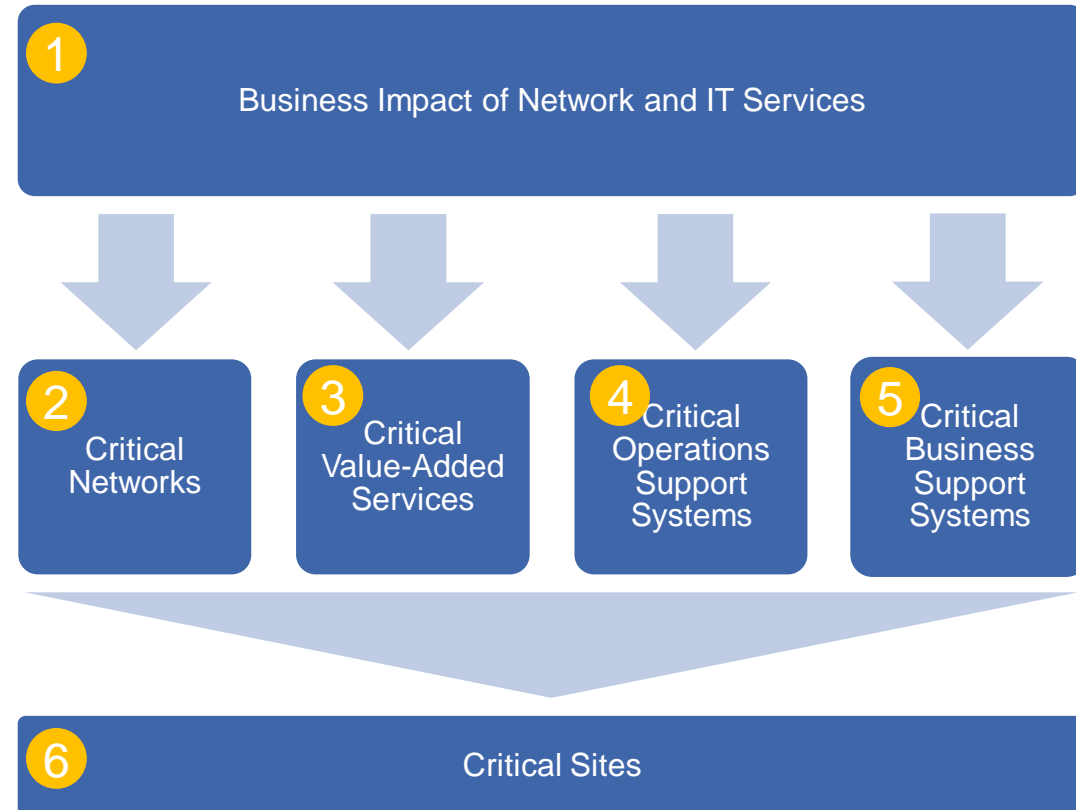 1
Business Impact of Network and IT Services
2
Critical
Networks
3
Critical
Value-Added
Services
4
Critical
Operations
Support
Systems
5
Critical
Business
Support
Systems
6
Critical Sites